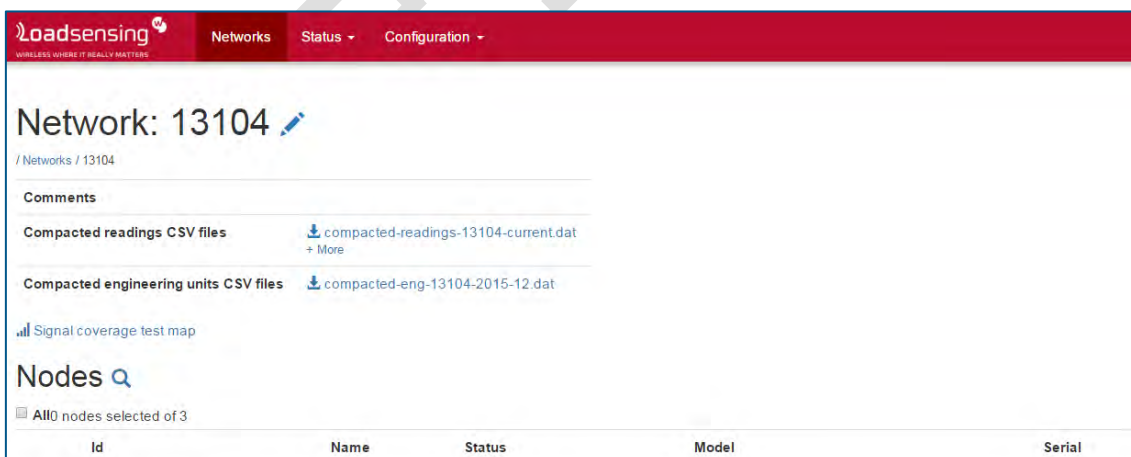 Loadsensing
WIRELESS WHERE IT REALLY MATTERS
Networks Status Configuration
Network: 13104
/ Networks / 13104
Comments
Compacted readings CSV files compacted-readings-13104-current.dat
+ More
Compacted engineering units CSV files compacted-eng-13104-2015-12.dat
Signal coverage test map
Nodes
All0 nodes selected of 3
Id Name Status Model Serial